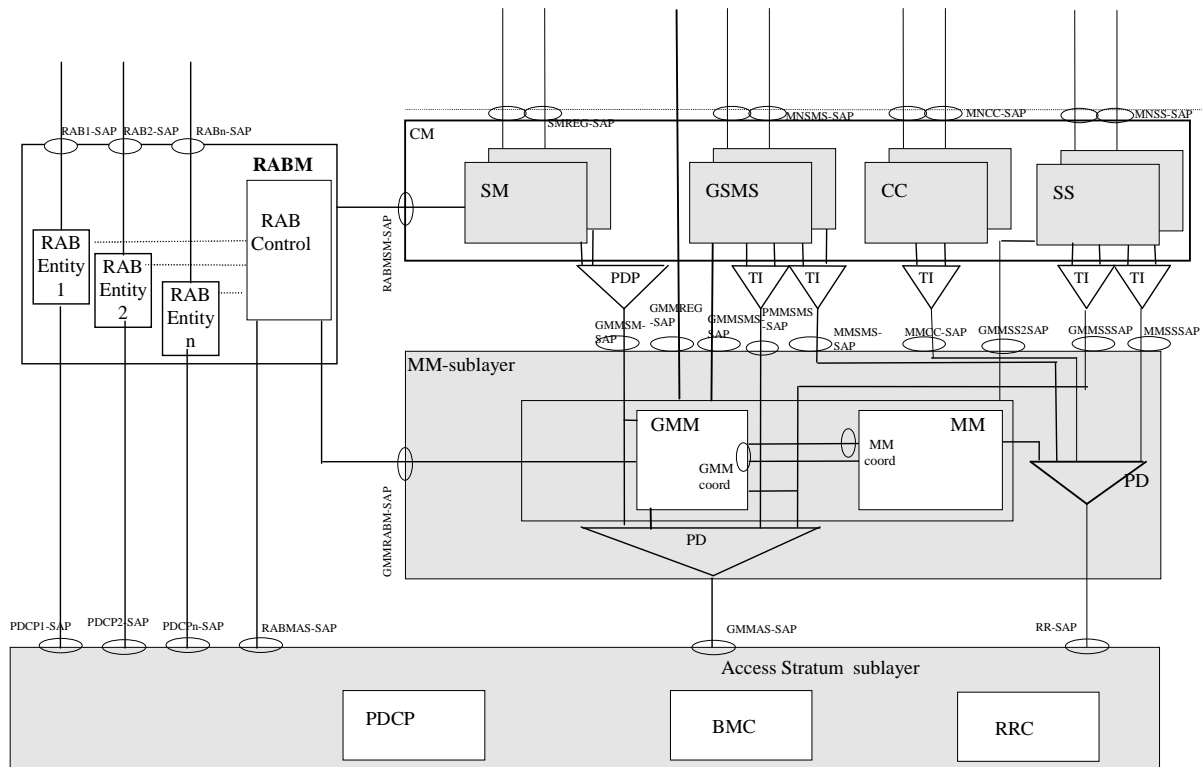 SMREG-SAP
MNSMS-SAP
MNCC-SAP
MNSS-SAP
RAB1-SAP
RAB2-SAP
RABn-SAP
CM
RABM
SM
GSMS
CC
SS
RAB
Control
RAB
Entity
1
RAB
Entity
2
RAB
Entity
n
RABMSM-SAP
PDP
TI
TI
TI
TI
TI
GMMSM-
SAP
GMMREG
-SAP
GMMSMS-
SAP
PMMSMS
-SAP
MMSMS-
SAP
MMCC-SAP
GMMSS2SAP
GMMSSSAP
MMSSSAP
MM-sublayer
GMM
GMM
coord
MM
MM
coord
PD
PD
GMMRABM-SAP
PDCP1-SAP
PDCP2-SAP
PDCPn-SAP
RABMAS-SAP
GMMAS-SAP
RR-SAP
Access Stratum sublayer
PDCP
BMC
RRC